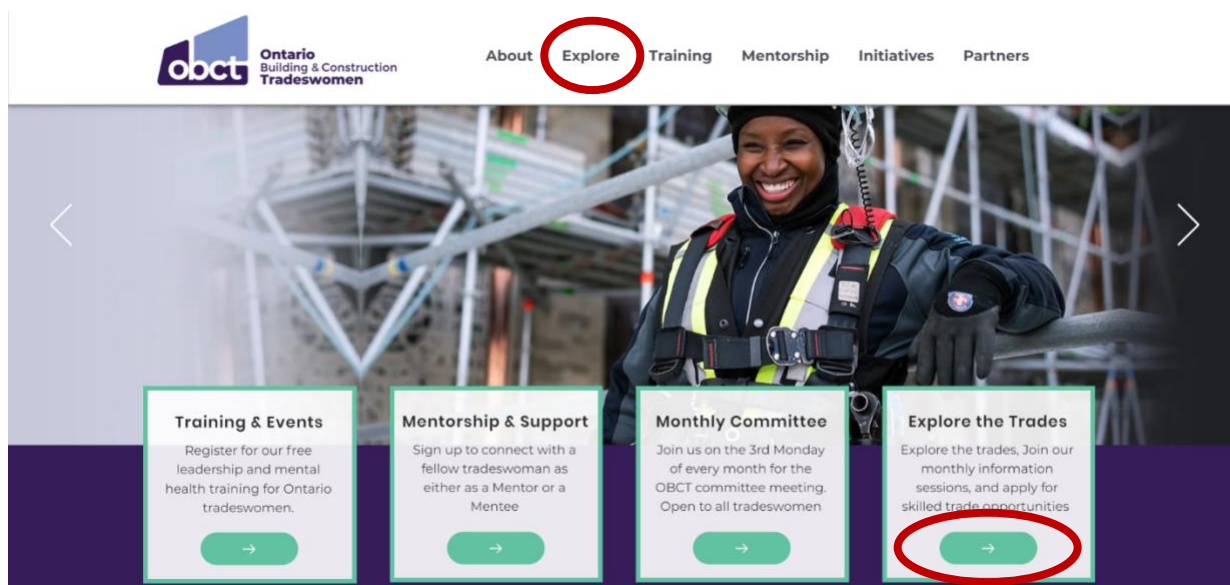 obct
Ontario
Building & Construction
Tradeswomen
About Explore Training Mentorship Initiatives Partners
Training & Events
Register for our free
leadership and mental
health training for Ontario
tradeswomen.
Mentorship & Support
Sign up to connect with a
fellow tradeswoman as
either as a Mentor or a
Mentee
Monthly Committee
Join us on the 3rd Monday
of every month for the
OBCT committee meeting.
Open to all tradeswomen
Explore the Trades
Explore the trades, Join our
monthly information
sessions, and apply for
skilled trade opportunities